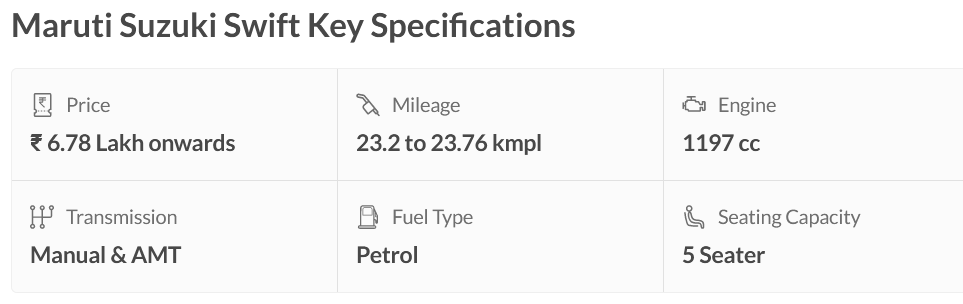 Maruti Suzuki Swift Key Specifications
Price
₹ 6.78 Lakh onwards
Mileage
23.2 to 23.76 kmpl
Engine
1197 cc
Transmission
Manual & AMT
Fuel Type
Petrol
Seating Capacity
5 Seater